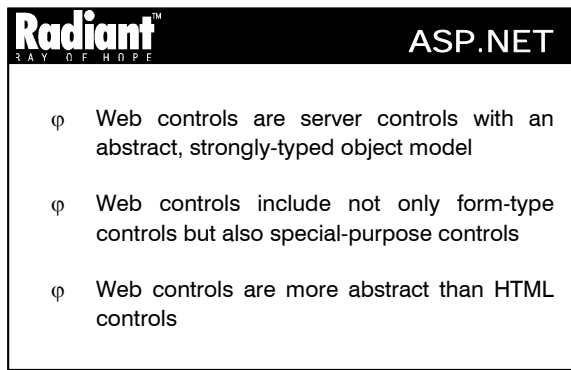 Radiant™ ASP.NET
RAY OF HOPE
φ Web controls are server controls with an
abstract, strongly-typed object model
φ Web controls include not only form-type
controls but also special-purpose controls
φ Web controls are more abstract than HTML
controls